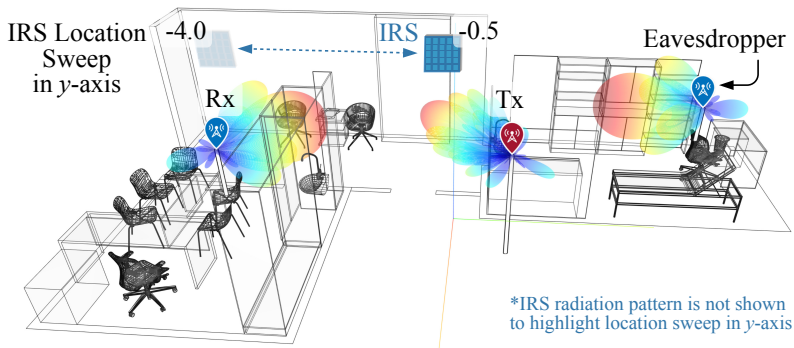 IRS Location
Sweep
in y-axis
-4.0
IRS
-0.5
Eavesdropper
Rx
Tx
*IRS radiation pattern is not shown
to highlight location sweep in y-axis